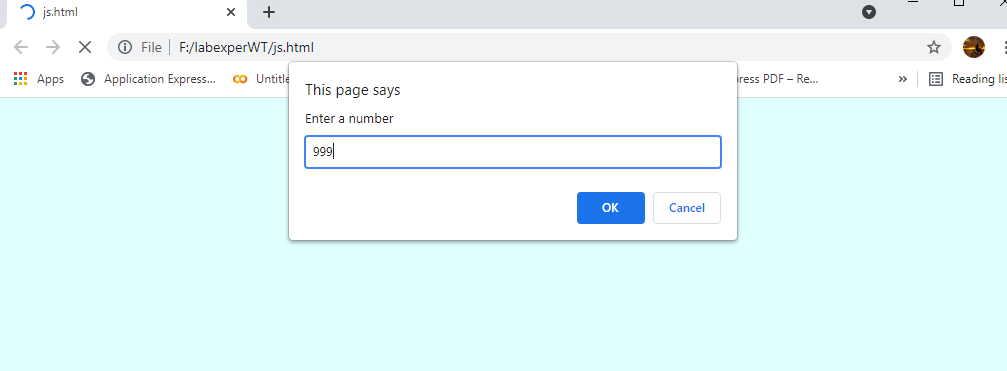 js.html
File F:/labexperWT/js.html
Apps Application Express... Untitle press PDF – Re... » Reading lis
This page says
Enter a number
999
OK Cancel